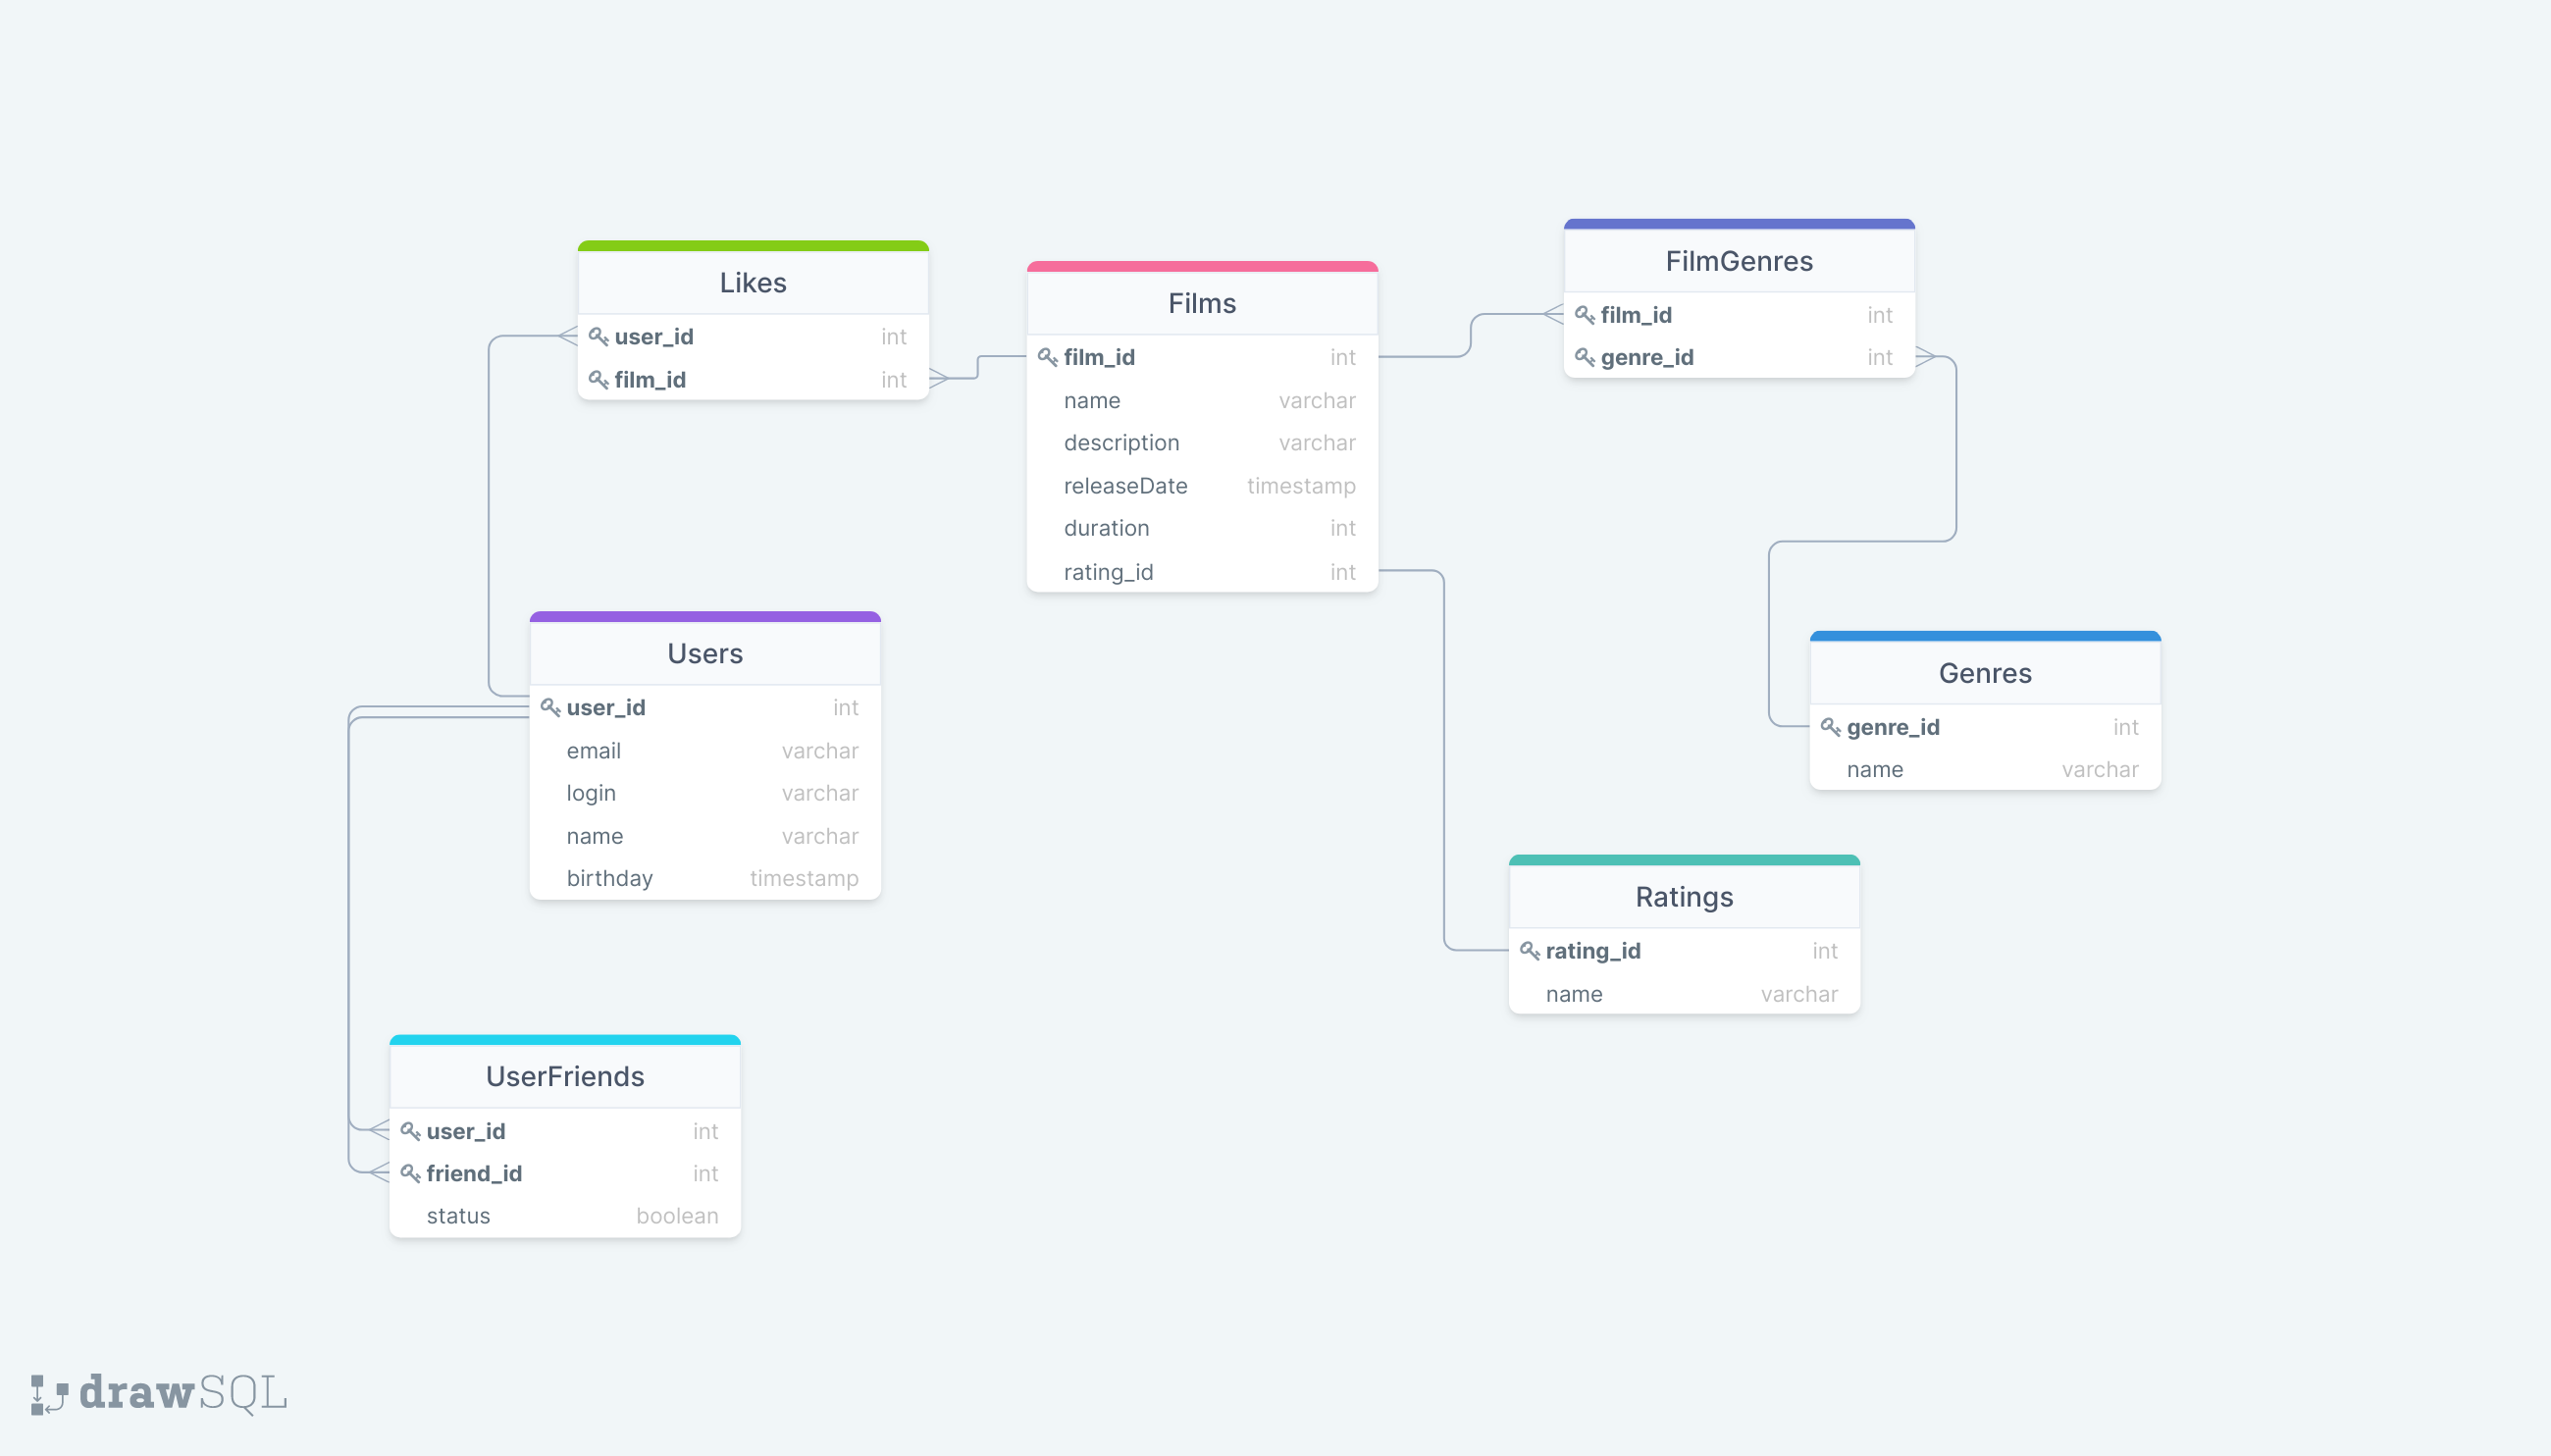 Likes
user_id int
film_id int
Films
film_id int
name varchar
description varchar
releaseDate timestamp
duration int
rating_id int
FilmGenres
film_id int
genre_id int
Users
user_id int
email varchar
login varchar
name varchar
birthday timestamp
Genres
genre_id int
name varchar
Ratings
rating_id int
name varchar
UserFriends
user_id int
friend_id int
status boolean
drawSQL